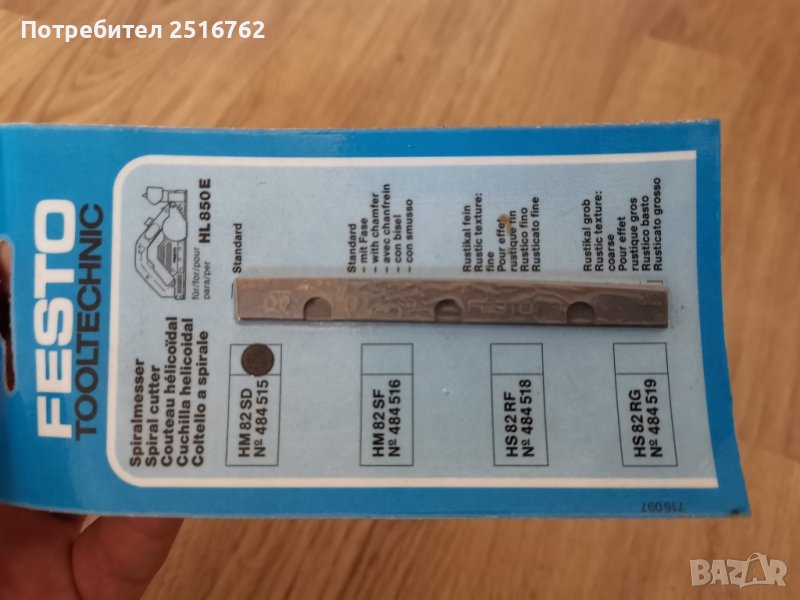 Потребител 2516762
FESTO
TOOLTECHNIC
für/for/pour
para/per
HL 850 E
Spiralmesser
Spiral cutter
Couteau hélicoïdal
Cuchilla helicoidal
Coltello a spirale
Standard
HM 82 SD
Nº 484 515
Standard
– mit Fase
– with chamfer
– avec chanfrein
– con bisel
– con smusso
HM 82 SF
Nº 484 516
Rustikal fein
Rustic texture:
fine
Pour effet
rustique fin
Rustico fino
Rusticato fine
HS 82 RF
Nº 484 518
Rustikal grob
Rustic texture:
coarse
Pour effet
rustique gros
Rustico basto
Rusticato grosso
HS 82 RG
Nº 484 519
FESTO
715097
BAZAR